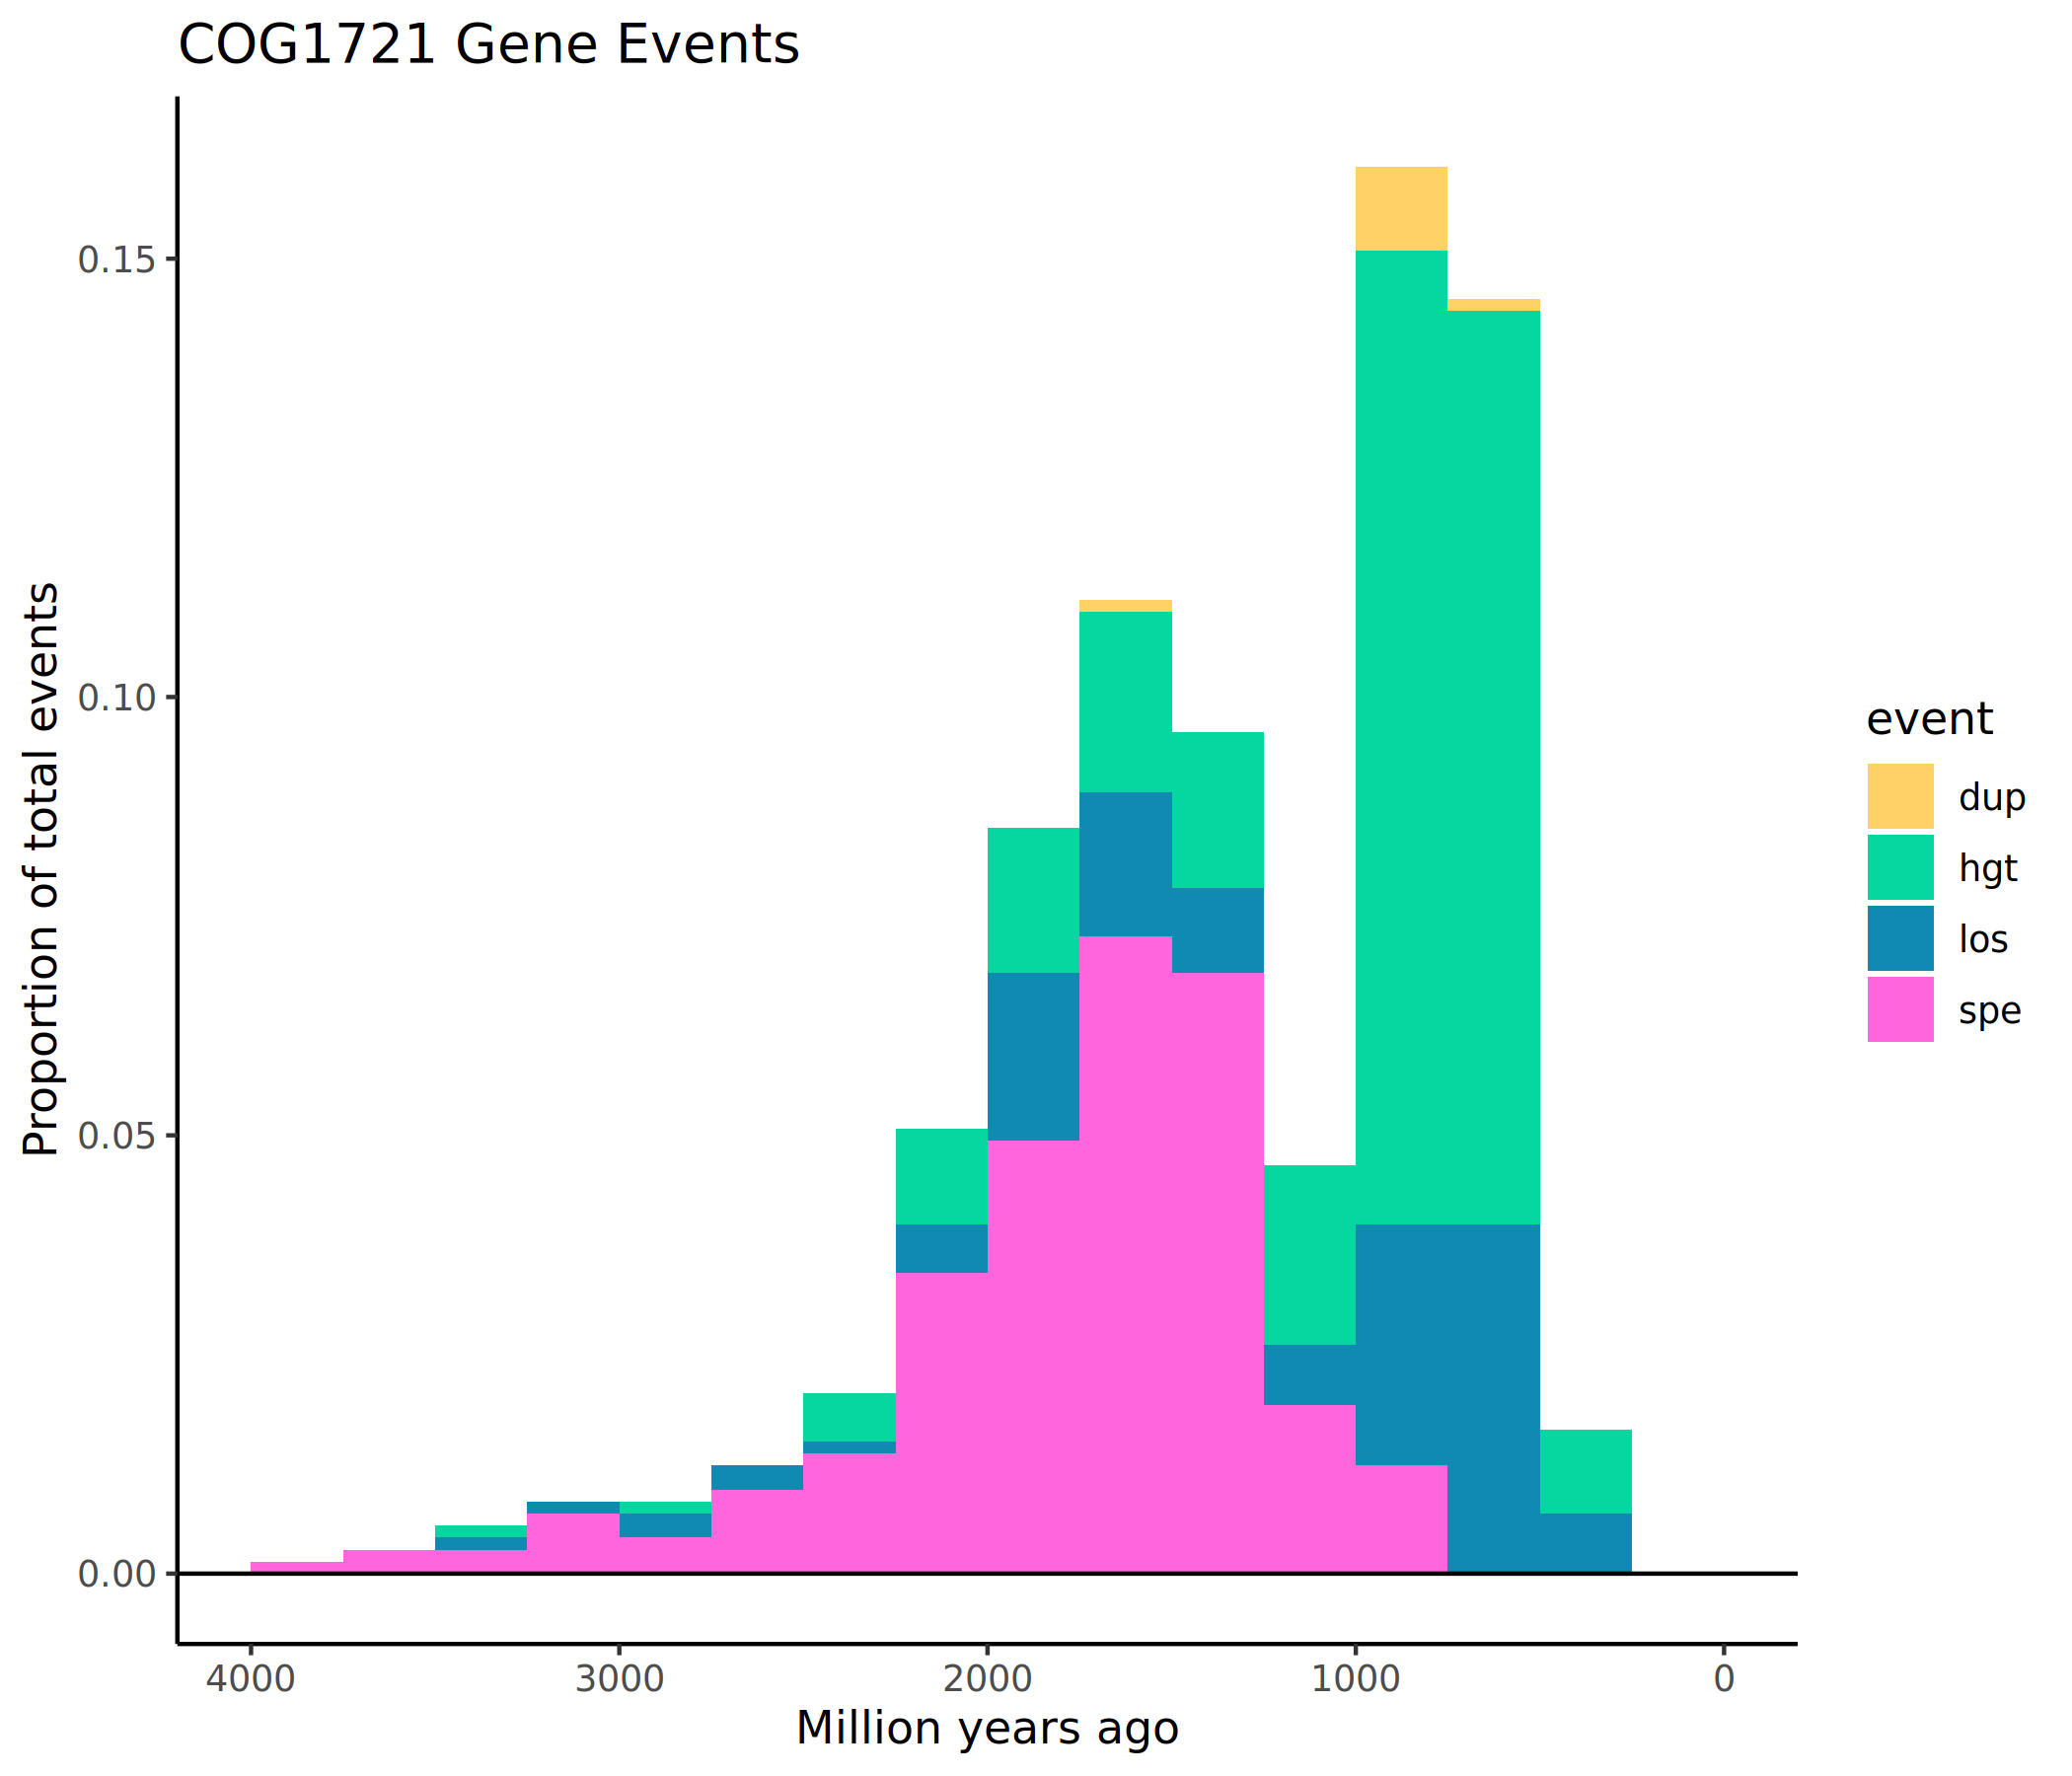 COG1721 Gene Events
Proportion of total events
0.15
0.10
0.05
0.00
4000 3000 2000 1000 0
Million years ago
event
dup
hgt
los
spe